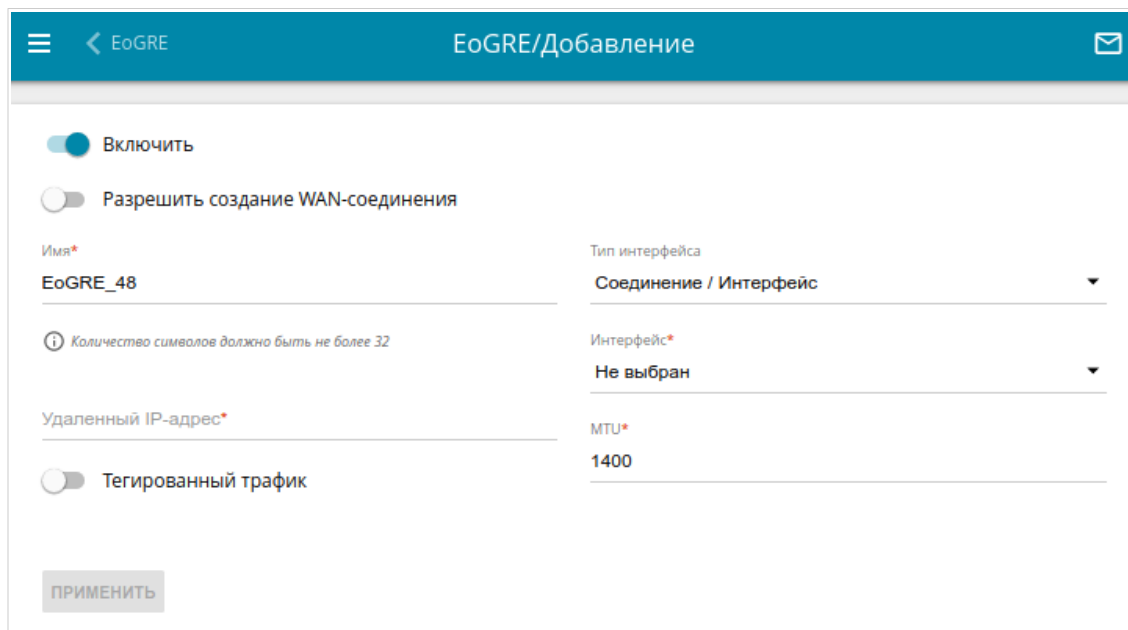 EoGRE
EoGRE/Добавление
Включить
Разрешить создание WAN-соединения
Имя*
EoGRE_48
Количество символов должно быть не более 32
Удаленный IP-адрес*
Тегированный трафик
Тип интерфейса
Соединение / Интерфейс
Интерфейс*
Не выбран
MTU*
1400
ПРИМЕНИТЬ